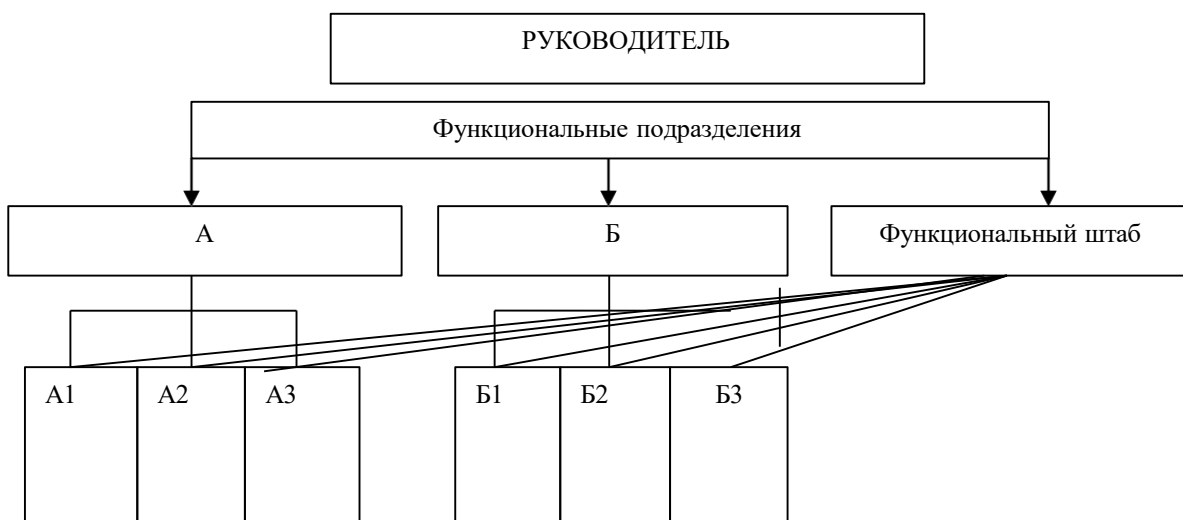 РУКОВОДИТЕЛЬ
Функциональные подразделения
А
Б
Функциональный штаб
А1
А2
А3
Б1
Б2
Б3